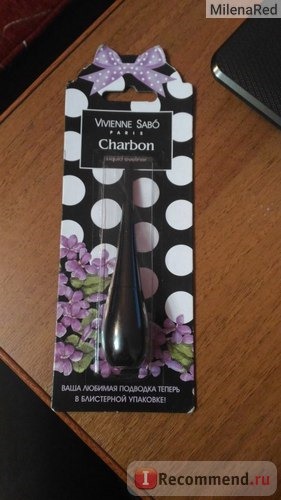 MilenaRed
VIVIENNE SABÓ
PARIS
Charbon
Liquid eyeliner
ВАША ЛЮБИМАЯ ПОДВОДКА ТЕПЕРЬ
В БЛИСТЕРНОЙ УПАКОВКЕ!
IRecommend.ru